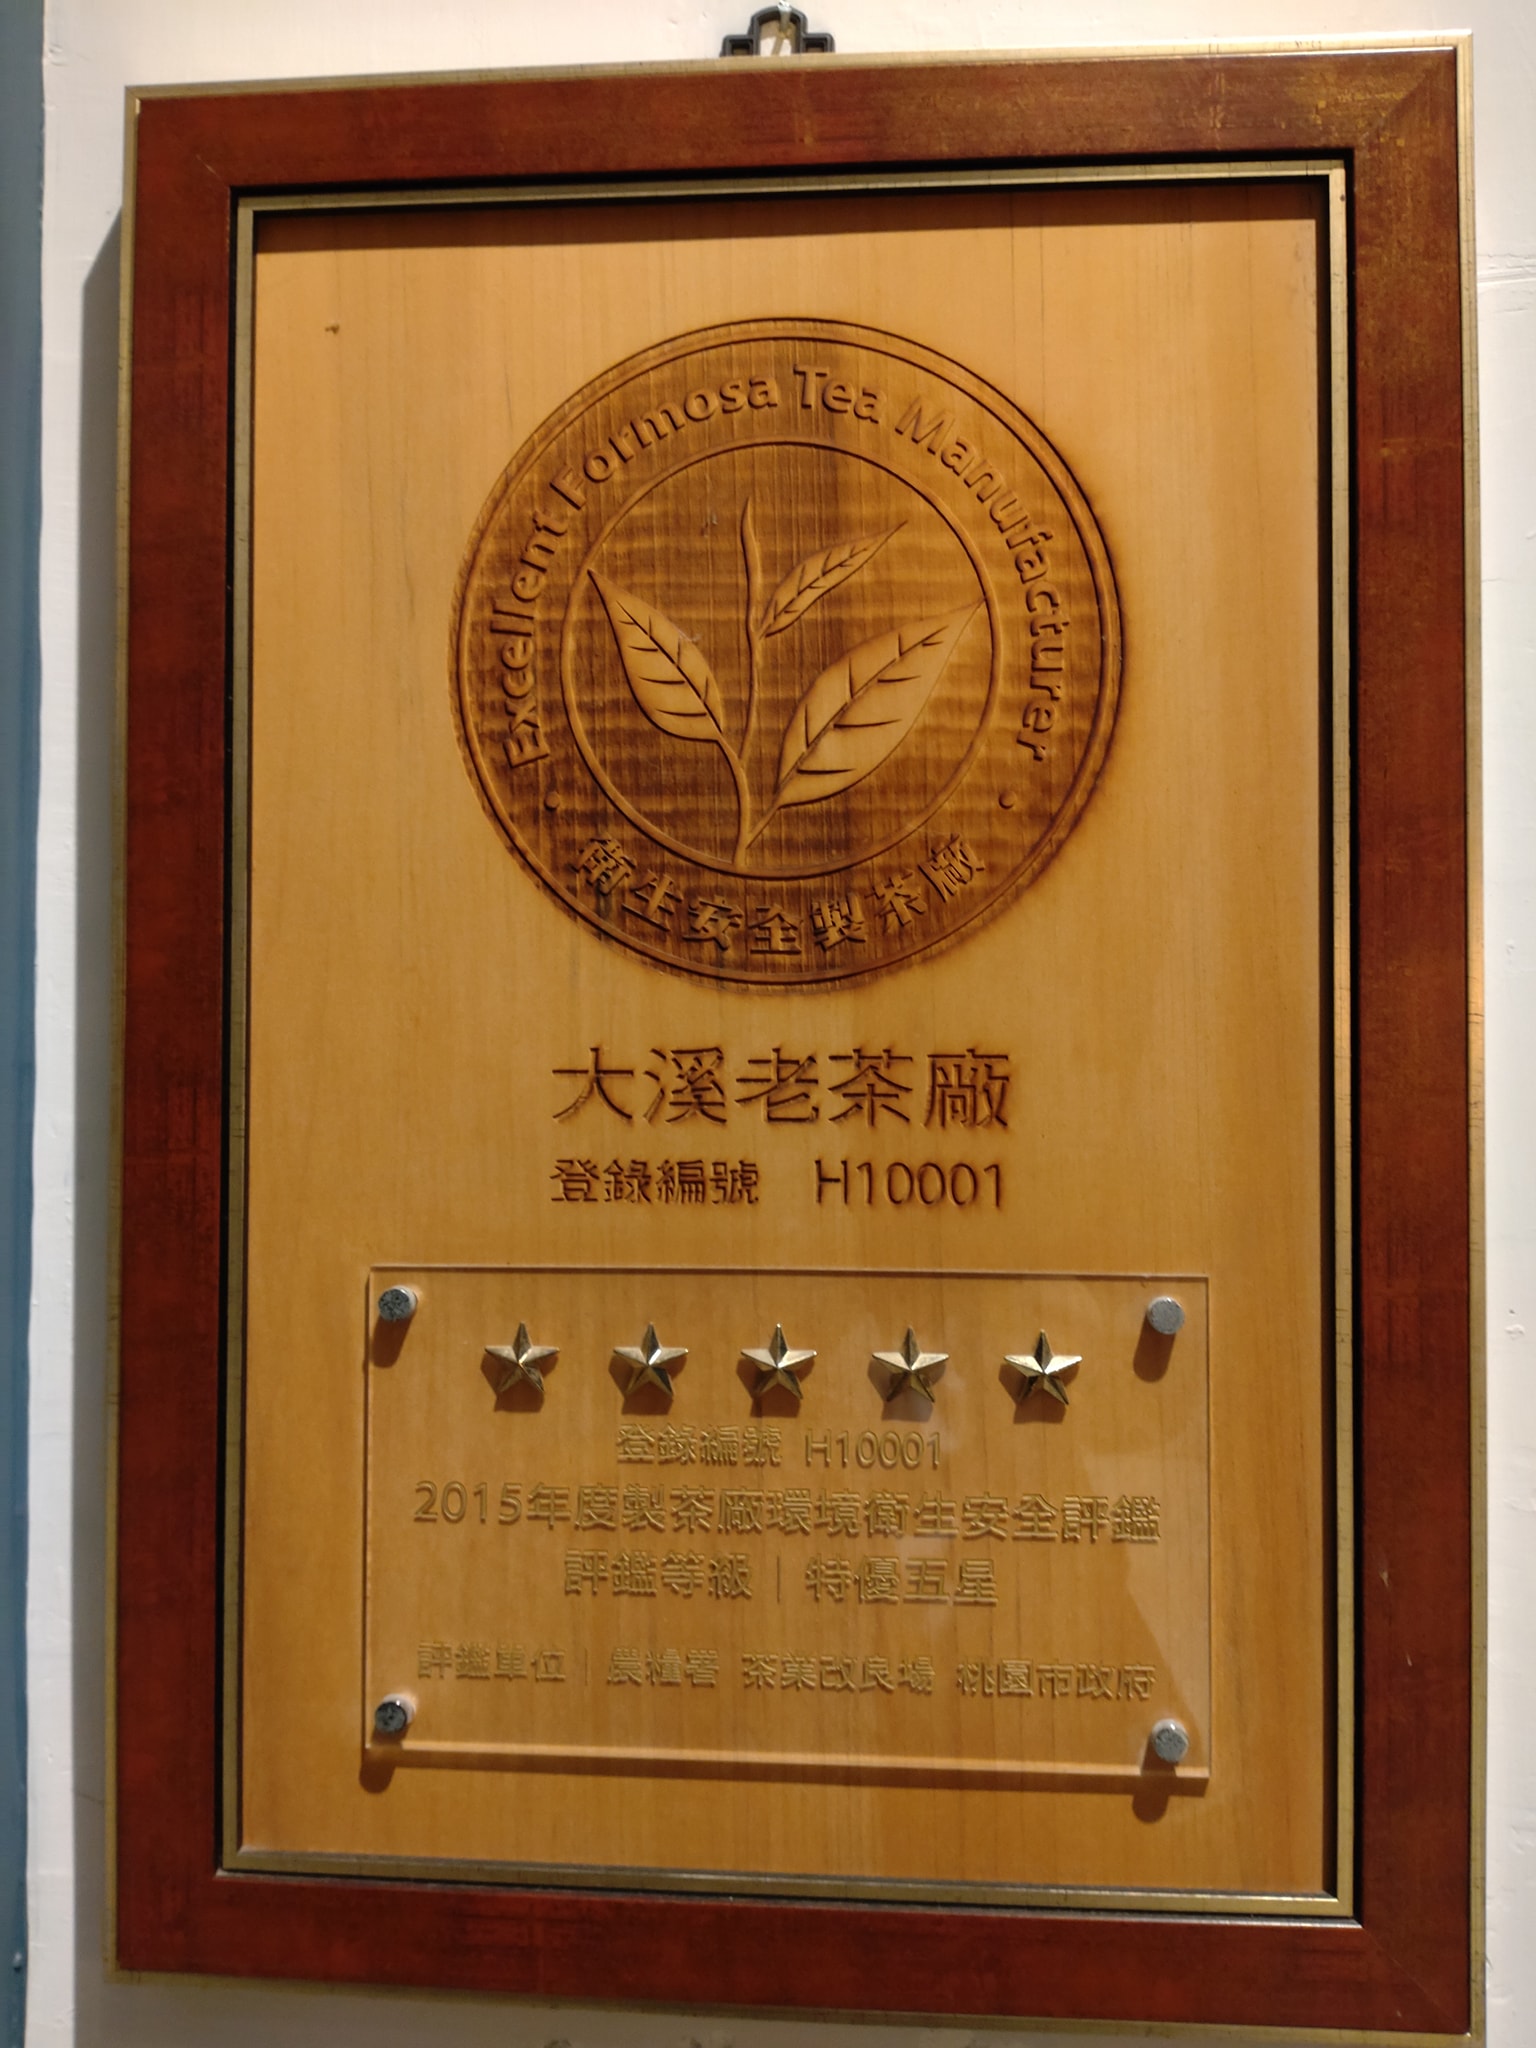 Excellent Formosa Tea Manufacturer
衛生安全製茶廠
大溪老茶廠
登錄編號 H10001
登錄編號 H10001
2015年度製茶廠環境衛生安全評鑑
評鑑等級｜特優五星
評鑑單位｜農糧署 茶業改良場 桃園市政府